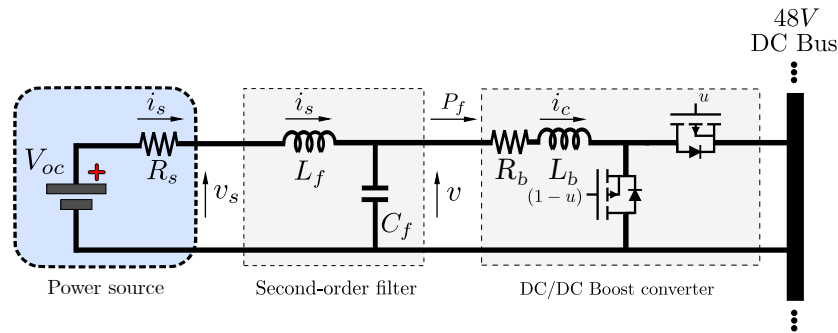 48V
DC Bus
i_s
i_s
P_f
i_c
u
V_oc
+
R_s
v_s
L_f
C_f
v
R_b
L_b
(1 − u)
Power source
Second-order filter
DC/DC Boost converter